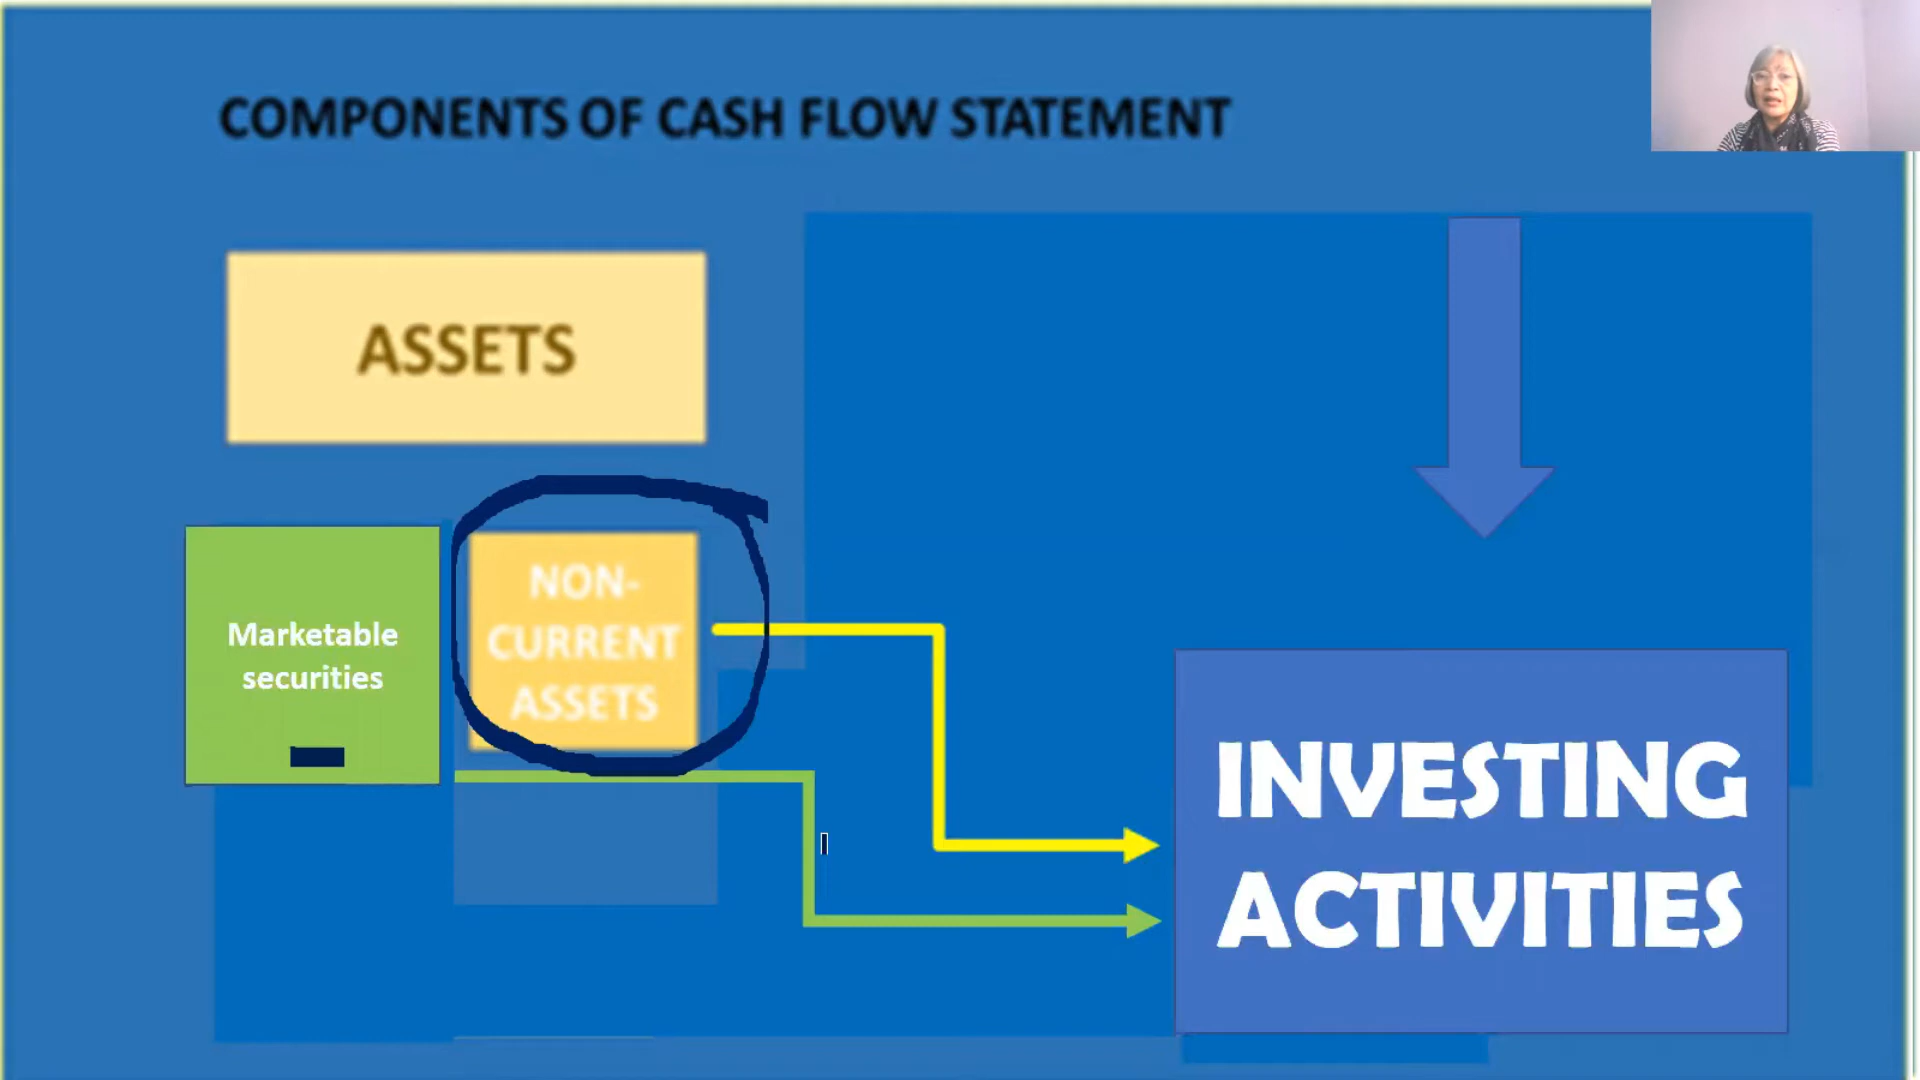 COMPONENTS OF CASH FLOW STATEMENT
ASSETS
Marketable
securities
NON-
CURRENT
ASSETS
INVESTING
ACTIVITIES